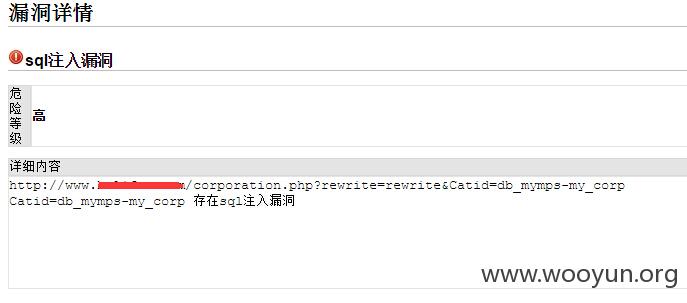 漏洞详情
sql注入漏洞
危险等级
高
详细内容
http://www./corporation.php?rewrite=rewrite&Catid=db_mymps-my_corp
Catid=db_mymps-my_corp 存在sql注入漏洞
www.wooyun.org